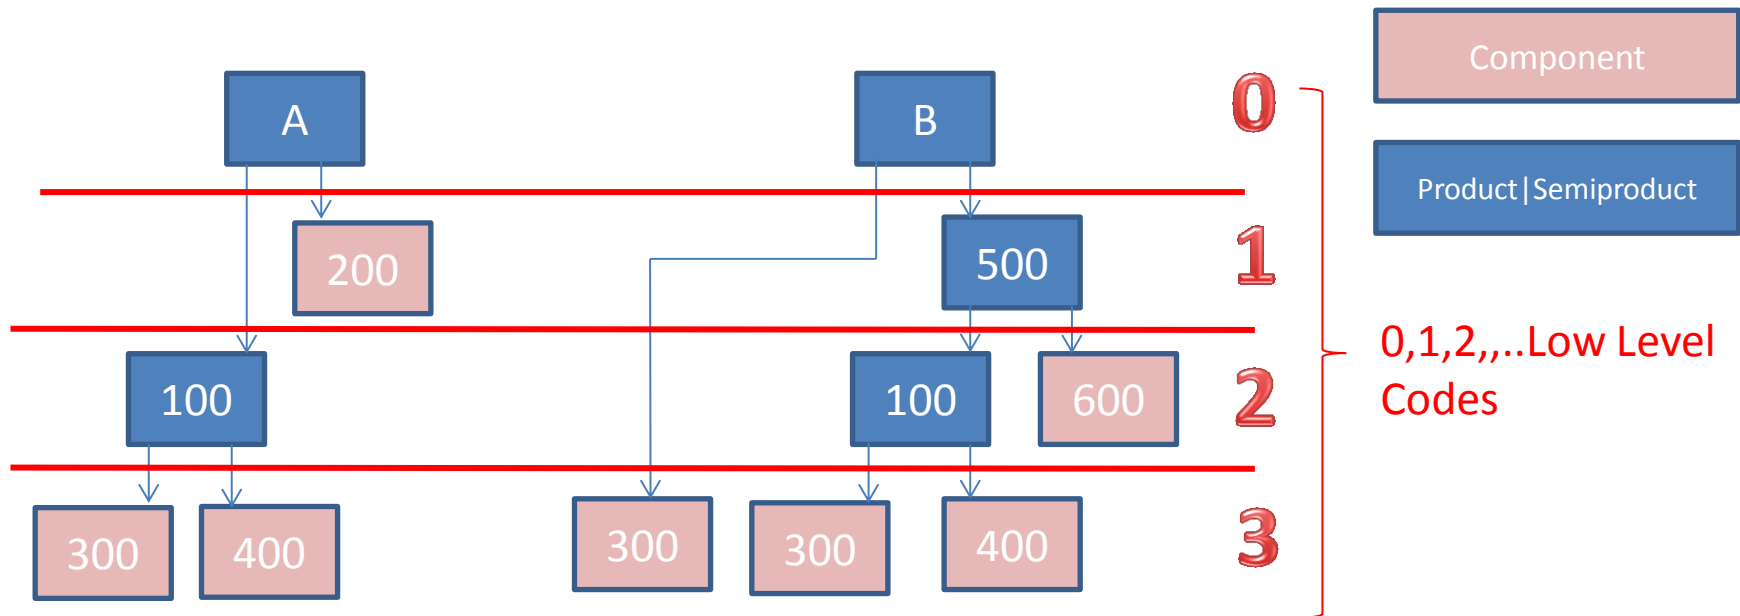 A
B
0
Component
Product|Semiproduct
200
500
1
0,1,2,,..Low Level
Codes
100
100
600
2
300
400
300
300
400
3